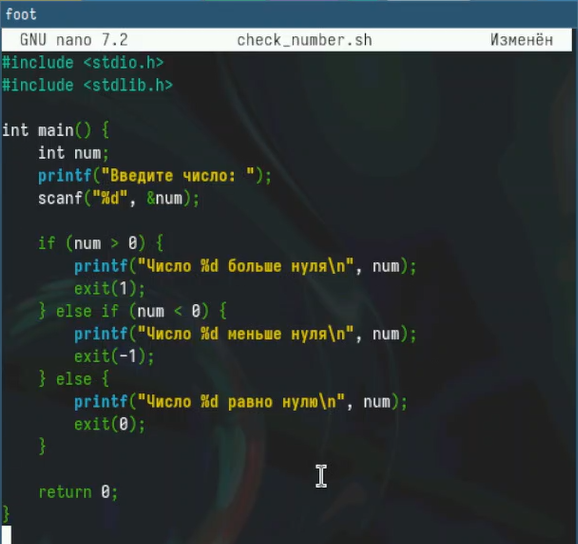 foot
GNU nano 7.2 check_number.sh Изменён
#include <stdio.h>
#include <stdlib.h>
int main() {
int num;
printf("Введите число: ");
scanf("%d", &num);
if (num > 0) {
printf("Число %d больше нуля\n", num);
exit(1);
} else if (num < 0) {
printf("Число %d меньше нуля\n", num);
exit(-1);
} else {
printf("Число %d равно нулю\n", num);
exit(0);
}
return 0;
}